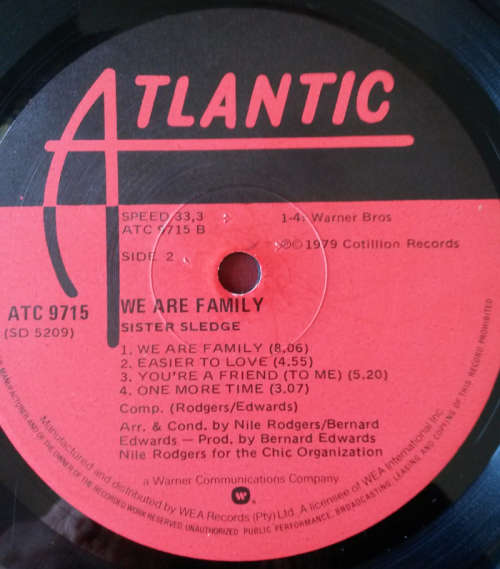 ATLANTIC
SPEED 33,3
ATC 9715 B
SIDE 2
1-4: Warner Bros
℗© 1979 Cotillion Records
ATC 9715
(SD 5209)
WE ARE FAMILY
SISTER SLEDGE
1. WE ARE FAMILY (8,06)
2. EASIER TO LOVE (4,55)
3. YOU'RE A FRIEND (TO ME) (5,20)
4. ONE MORE TIME (3,07)
Comp. (Rodgers/Edwards)
Arr. & Cond. by Nile Rodgers/Bernard
Edwards — Prod. by Bernard Edwards
Nile Rodgers for the Chic Organization
a Warner Communications Company
Manufactured and distributed by WEA Records (Pty) Ltd. A licensee of WEA International Inc.
MANUFACTURER AND OF THE OWNER OF THE RECORDED WORK RESERVED. UNAUTHORIZED PUBLIC PERFORMANCE, BROADCASTING, LEASING AND COPYING OF THIS RECORD PROHIBITED